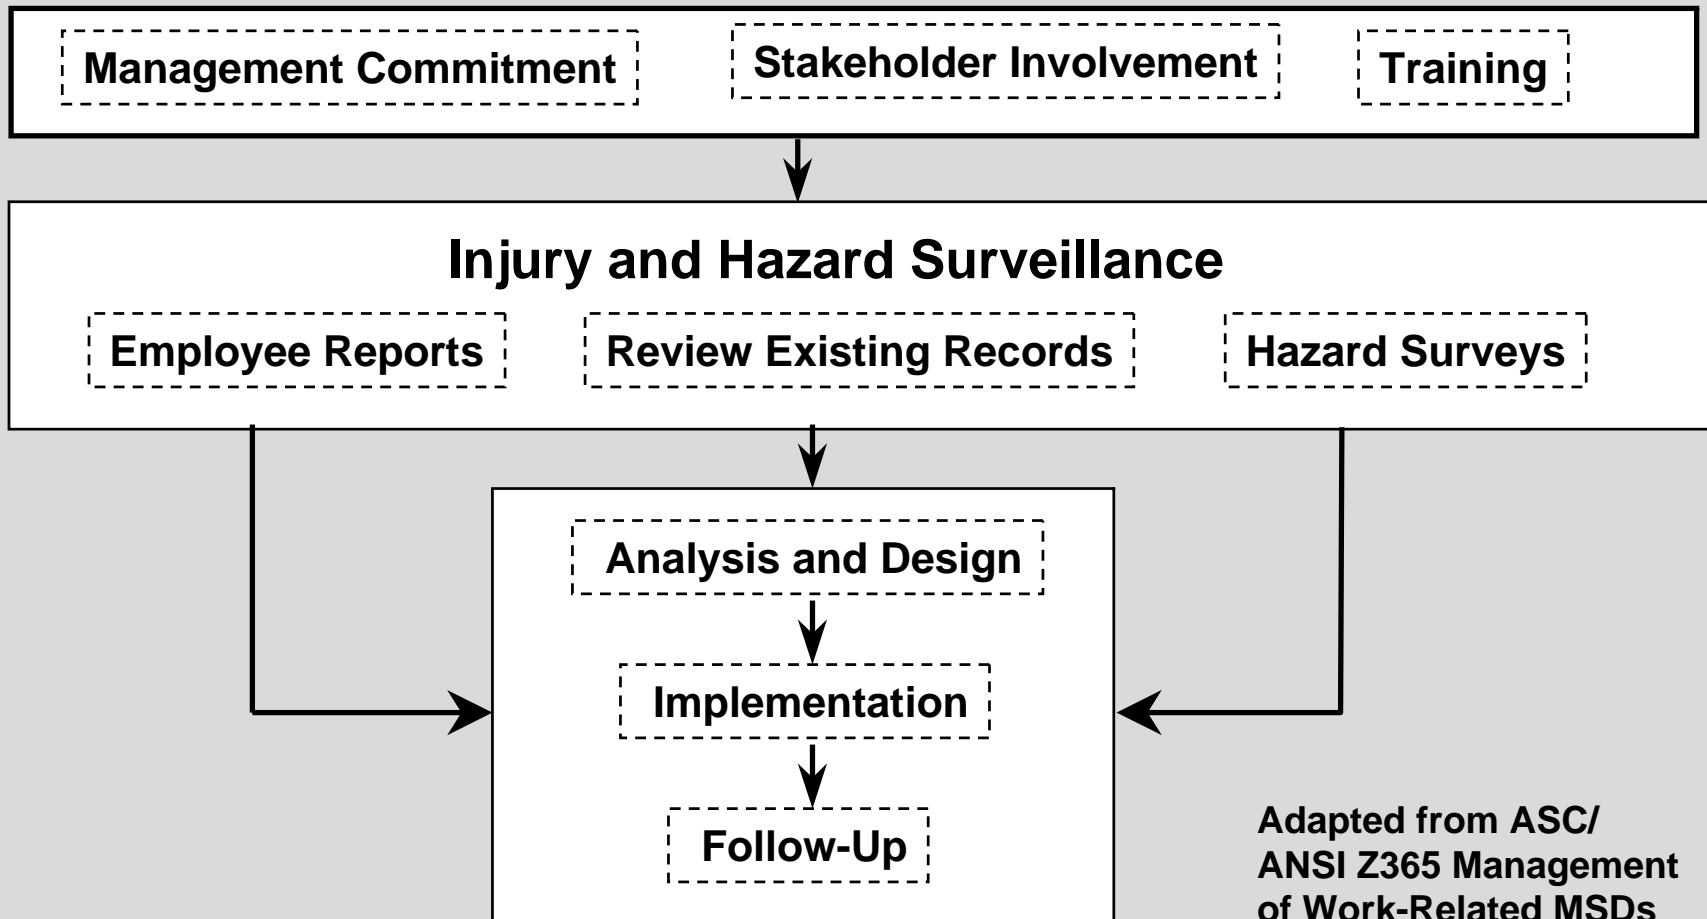 Management Commitment
Stakeholder Involvement
Training
Injury and Hazard Surveillance
Employee Reports
Review Existing Records
Hazard Surveys
Analysis and Design
Implementation
Follow-Up
Adapted from ASC/
ANSI Z365 Management
of Work-Related MSDs